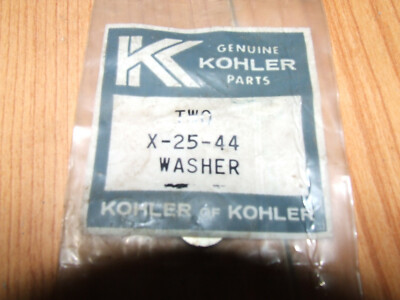 K
GENUINE
KOHLER
PARTS
TWO
X-25-44
WASHER
KOHLER OF KOHLER